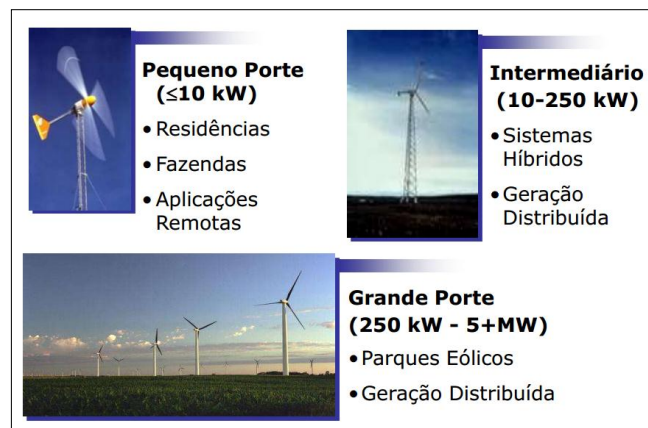 Pequeno Porte
(≤10 kW)
•Residências
•Fazendas
•Aplicações
Remotas
Intermediário
(10-250 kW)
•Sistemas
Híbridos
•Geração
Distribuída
Grande Porte
(250 kW - 5+MW)
•Parques Eólicos
•Geração Distribuída